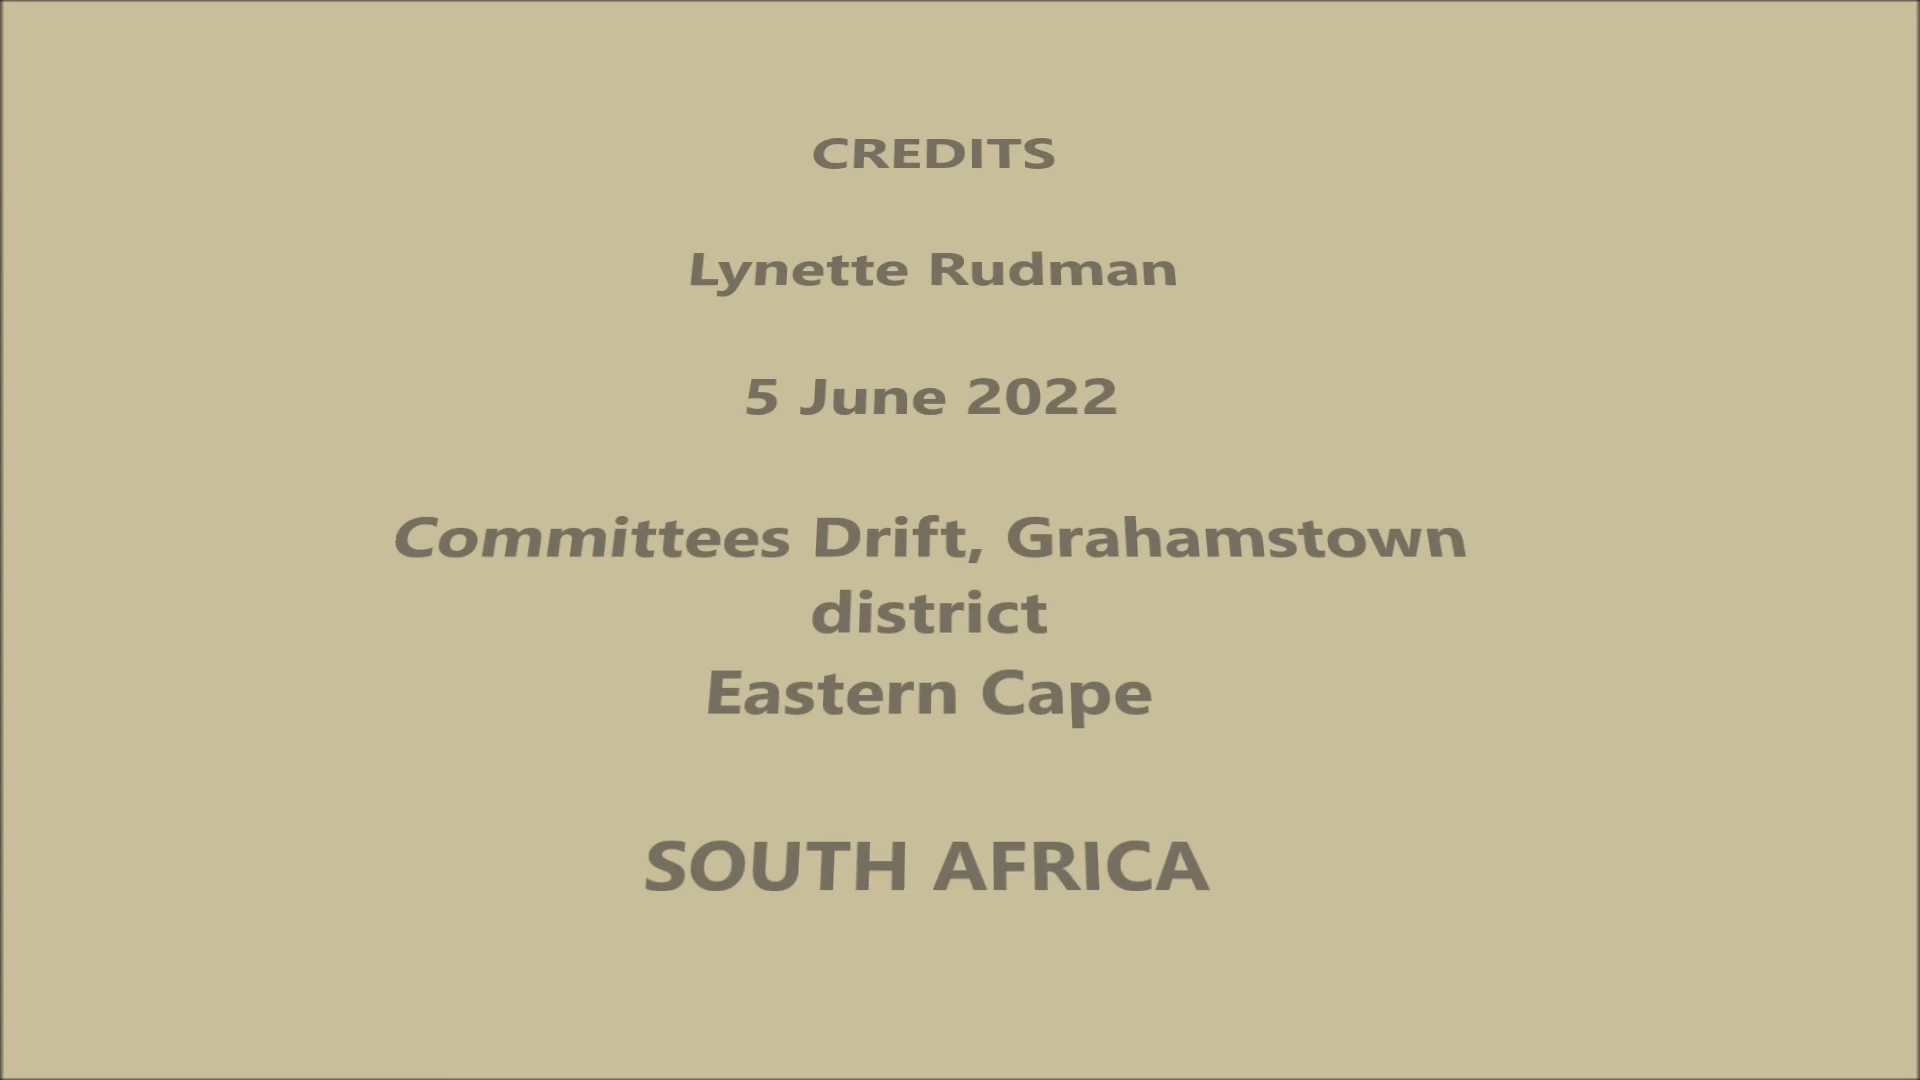 CREDITS
Lynette Rudman
5 June 2022
Committees Drift, Grahamstown
district
Eastern Cape
SOUTH AFRICA